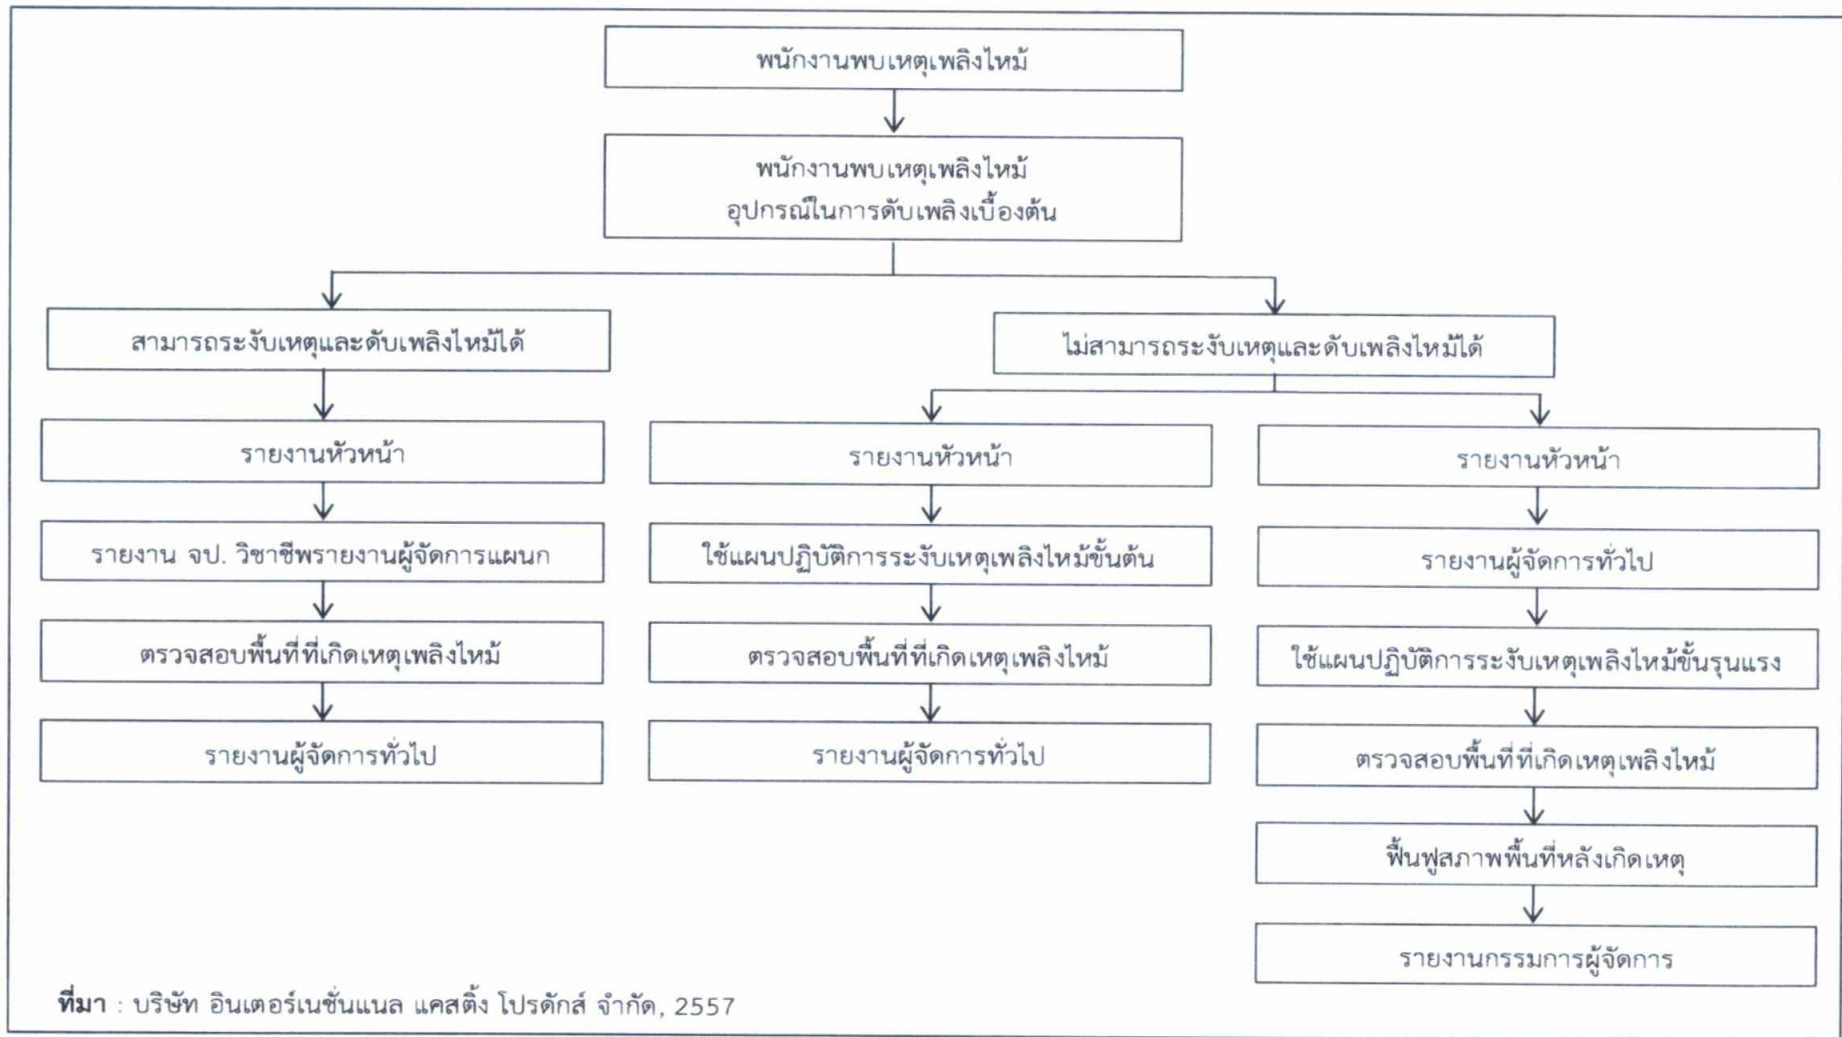 พนักงานพบเหตุเพลิงไหม้
พนักงานพบเหตุเพลิงไหม้
อุปกรณ์ในการดับเพลิงเบื้องต้น
สามารถระงับเหตุและดับเพลิงไหม้ได้
ไม่สามารถระงับเหตุและดับเพลิงไหม้ได้
รายงานหัวหน้า
รายงานหัวหน้า
รายงานหัวหน้า
รายงาน จป. วิชาชีพรายงานผู้จัดการแผนก
ใช้แผนปฏิบัติการระงับเหตุเพลิงไหม้ขั้นต้น
รายงานผู้จัดการทั่วไป
ตรวจสอบพื้นที่ที่เกิดเหตุเพลิงไหม้
ตรวจสอบพื้นที่ที่เกิดเหตุเพลิงไหม้
ใช้แผนปฏิบัติการระงับเหตุเพลิงไหม้ขั้นรุนแรง
รายงานผู้จัดการทั่วไป
รายงานผู้จัดการทั่วไป
ตรวจสอบพื้นที่ที่เกิดเหตุเพลิงไหม้
ฟื้นฟูสภาพพื้นที่หลังเกิดเหตุ
รายงานกรรมการผู้จัดการ
ที่มา : บริษัท อินเตอร์เนชั่นแนล แคสติ้ง โปรดักส์ จำกัด, 2557